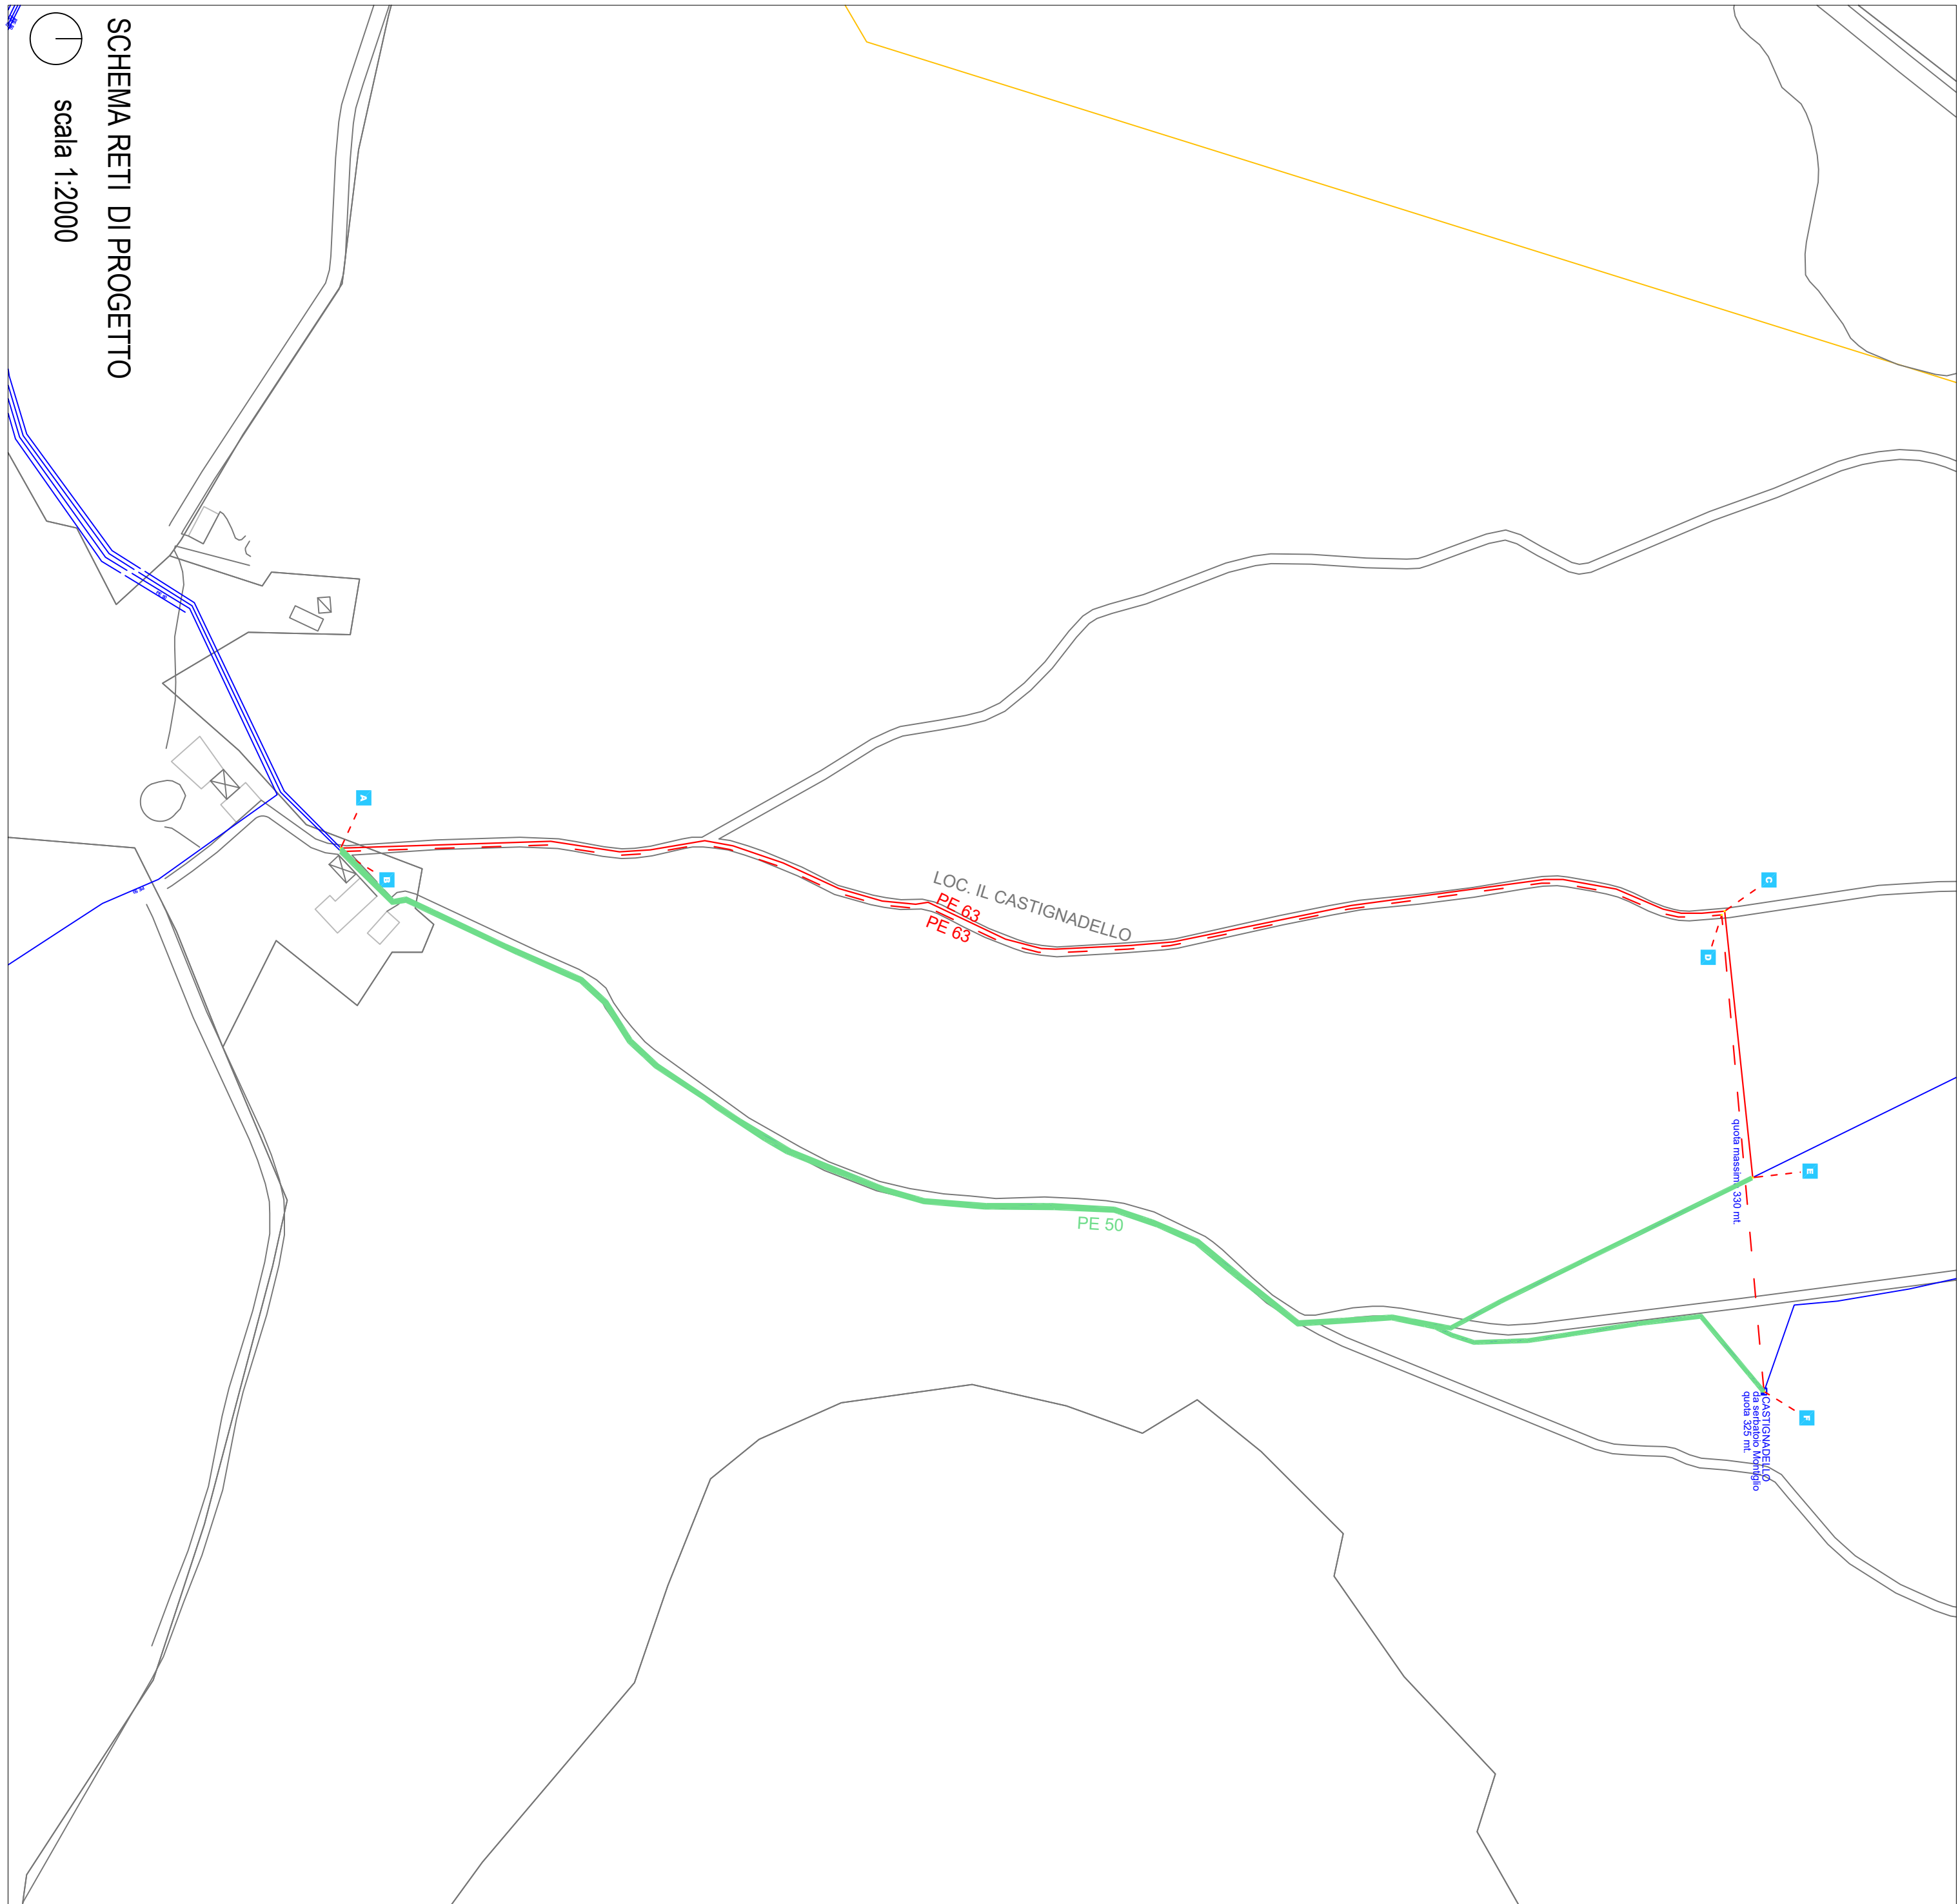 SCHEMA RETI DI PROGETTO
scala 1:2000
A
B
LOC. IL CASTIGNADELLO
PE 63
PE 63
C
D
quota massima 330 mt.
E
PE 50
F
CASTIGNADELLO
da serbatoio Montiglio
quota 325 mt.